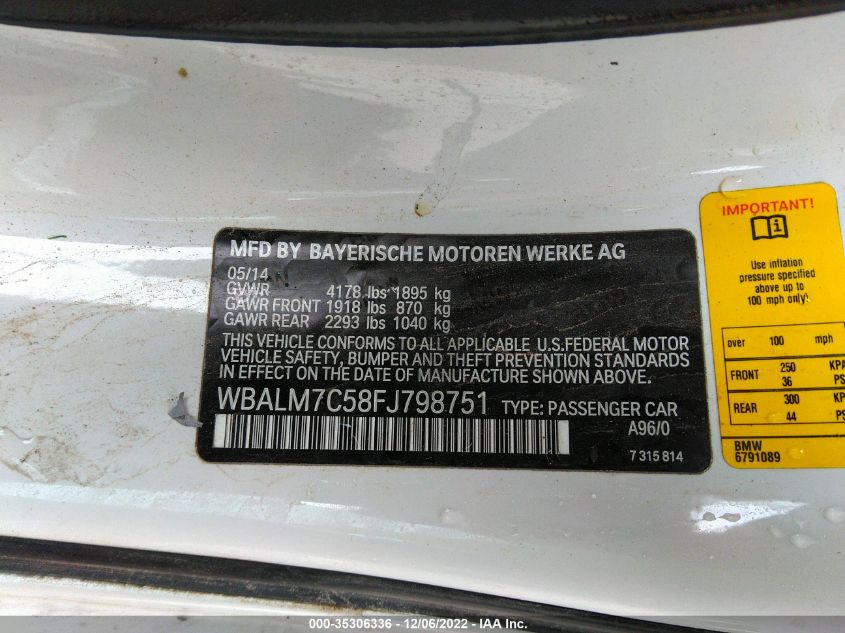 MFD BY BAYERISCHE MOTOREN WERKE AG
05/14
GVWR 4178 lbs 1895 kg
GAWR FRONT 1918 lbs 870 kg
GAWR REAR 2293 lbs 1040 kg
THIS VEHICLE CONFORMS TO ALL APPLICABLE U.S.FEDERAL MOTOR
VEHICLE SAFETY, BUMPER AND THEFT PREVENTION STANDARDS
IN EFFECT ON THE DATE OF MANUFACTURE SHOWN ABOVE.
WBALM7C58FJ798751 TYPE: PASSENGER CAR
A96/0
7 315 814
IMPORTANT!
Use inflation
pressure specified
above up to
100 mph only!
over 100 mph
FRONT 250 KPA
36 PS
REAR 300 KP
44 PS
BMW
6791089
000-35306336 - 12/06/2022 - IAA Inc.